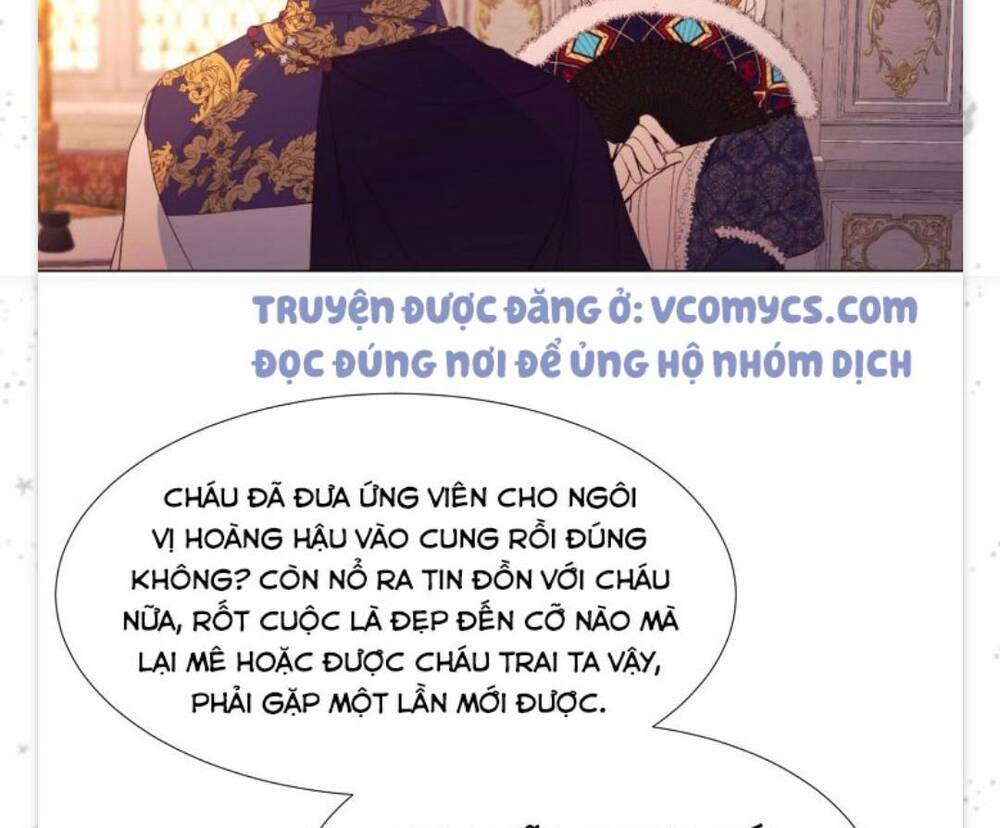 TRUYỆN ĐƯỢC ĐĂNG Ở: VCOMYCS.COM
ĐỌC ĐÚNG NƠI ĐỂ ỦNG HỘ NHÓM DỊCH
CHÁU ĐÃ ĐƯA ỨNG VIÊN CHO NGÔI
VỊ HOÀNG HẬU VÀO CUNG RỒI ĐÚNG
KHÔNG? CÒN NỔ RA TIN ĐỒN VỚI CHÁU
NỮA, RỐT CUỘC LÀ ĐẸP ĐẾN CỠ NÀO MÀ
LẠI MÊ HOẶC ĐƯỢC CHÁU TRAI TA VẬY,
PHẢI GẶP MỘT LẦN MỚI ĐƯỢC.